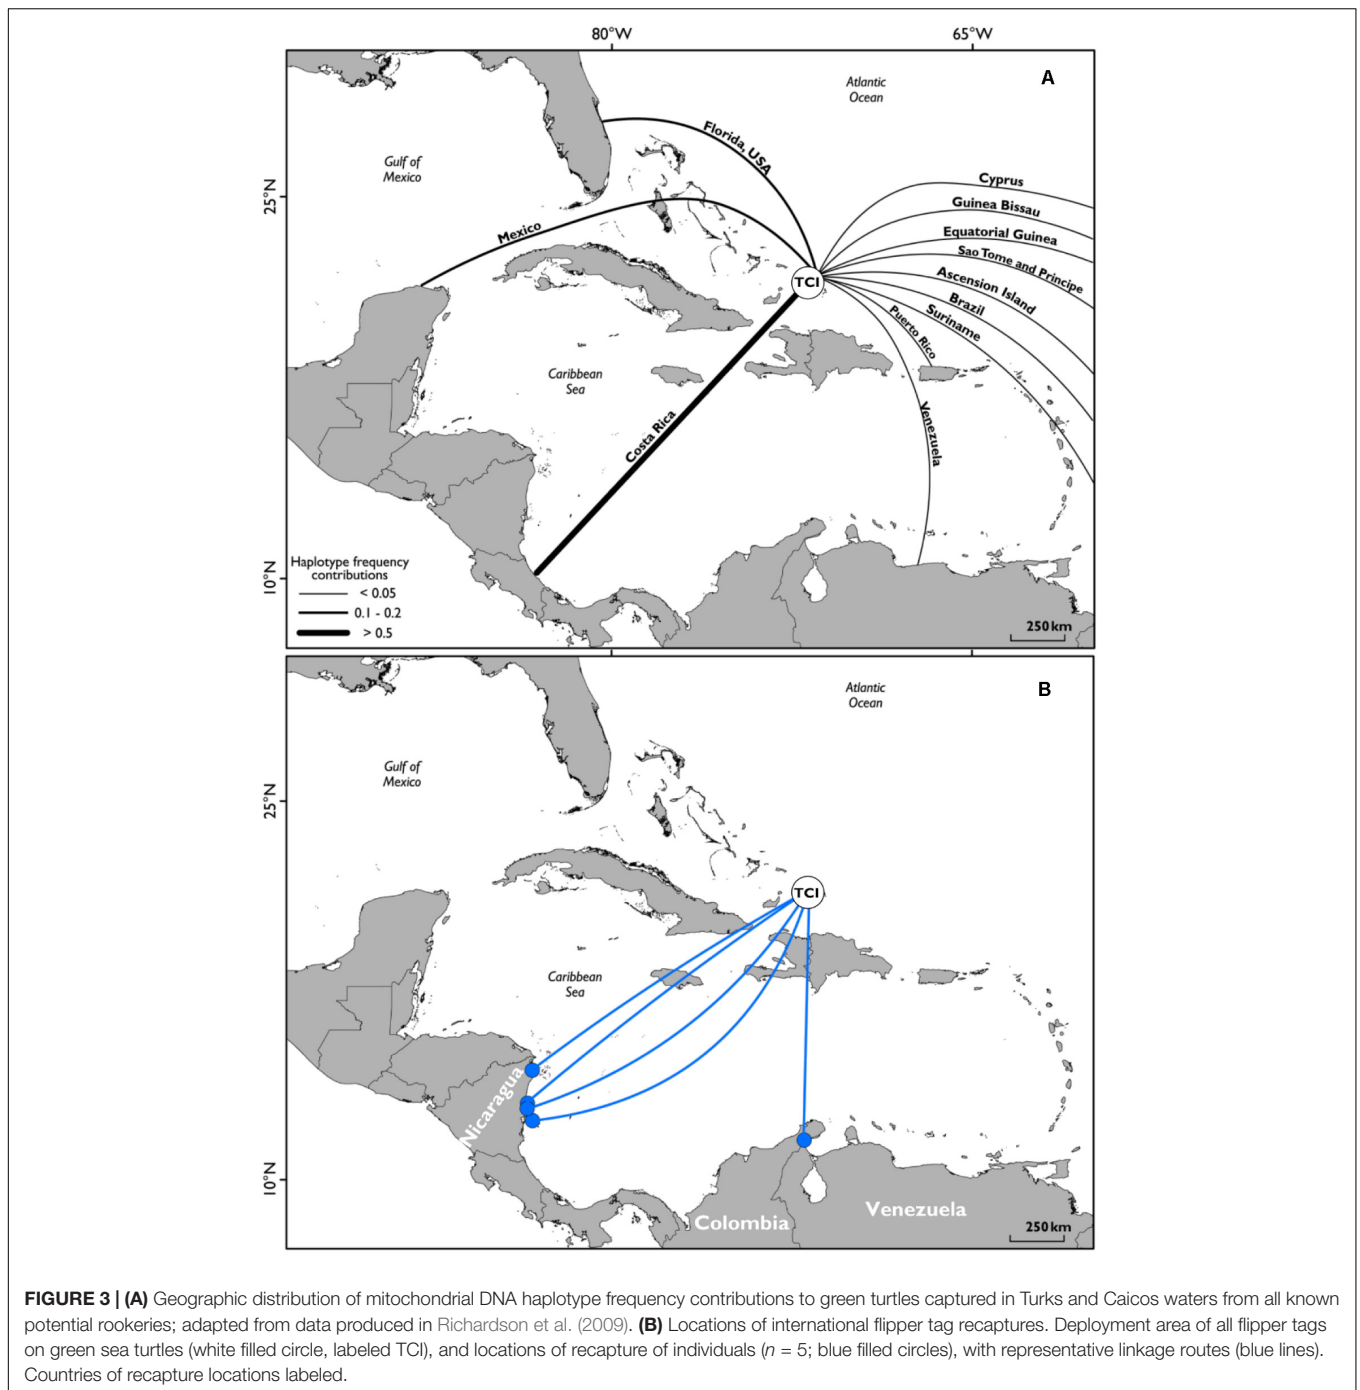 80°W
65°W
A
Atlantic
Ocean
Gulf of
Mexico
25°N
Florida, USA
Mexico
Cyprus
Guinea Bissau
Equatorial Guinea
Sao Tome and Principe
Ascension Island
Brazil
Suriname
Puerto Rico
Venezuela
TCI
Caribbean
Sea
Costa Rica
10°N
Haplotype frequency
contributions
< 0.05
0.1 - 0.2
> 0.5
250 km
B
Atlantic
Ocean
Gulf of
Mexico
25°N
TCI
Caribbean
Sea
Nicaragua
10°N
Colombia
Venezuela
250 km
FIGURE 3 | (A) Geographic distribution of mitochondrial DNA haplotype frequency contributions to green turtles captured in Turks and Caicos waters from all known
potential rookeries; adapted from data produced in Richardson et al. (2009). (B) Locations of international flipper tag recaptures. Deployment area of all flipper tags
on green sea turtles (white filled circle, labeled TCI), and locations of recapture of individuals (n = 5; blue filled circles), with representative linkage routes (blue lines).
Countries of recapture locations labeled.